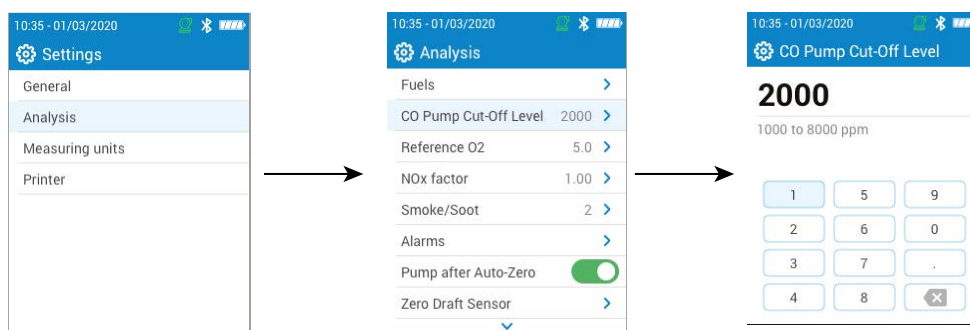 10:35 - 01/03/2020
Settings
General
Analysis
Measuring units
Printer
10:35 - 01/03/2020
Analysis
Fuels
CO Pump Cut-Off Level 2000
Reference O2 5.0
NOx factor 1.00
Smoke/Soot 2
Alarms
Pump after Auto-Zero
Zero Draft Sensor
10:35 - 01/03/2020
CO Pump Cut-Off Level
2000
1000 to 8000 ppm
1 5 9
2 6 0
3 7 .
4 8